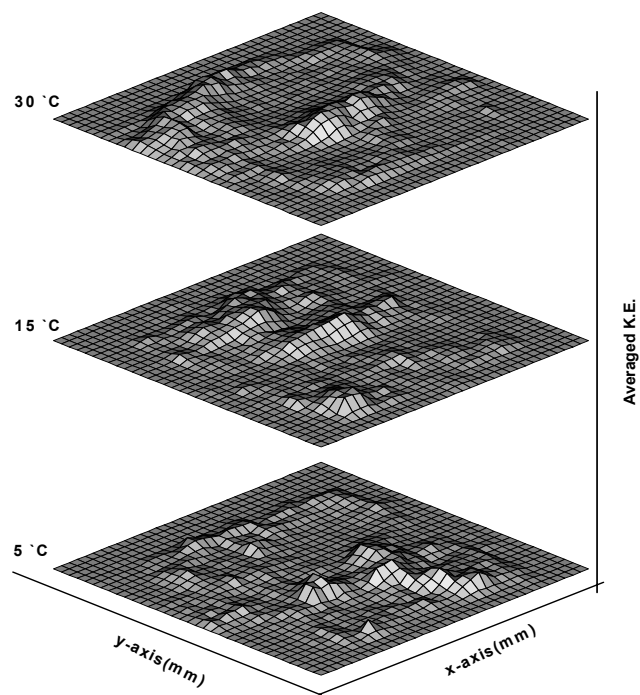 30 `C
15 `C
Averaged K.E.
5 `C
y-axis(mm)
x-axis(mm)